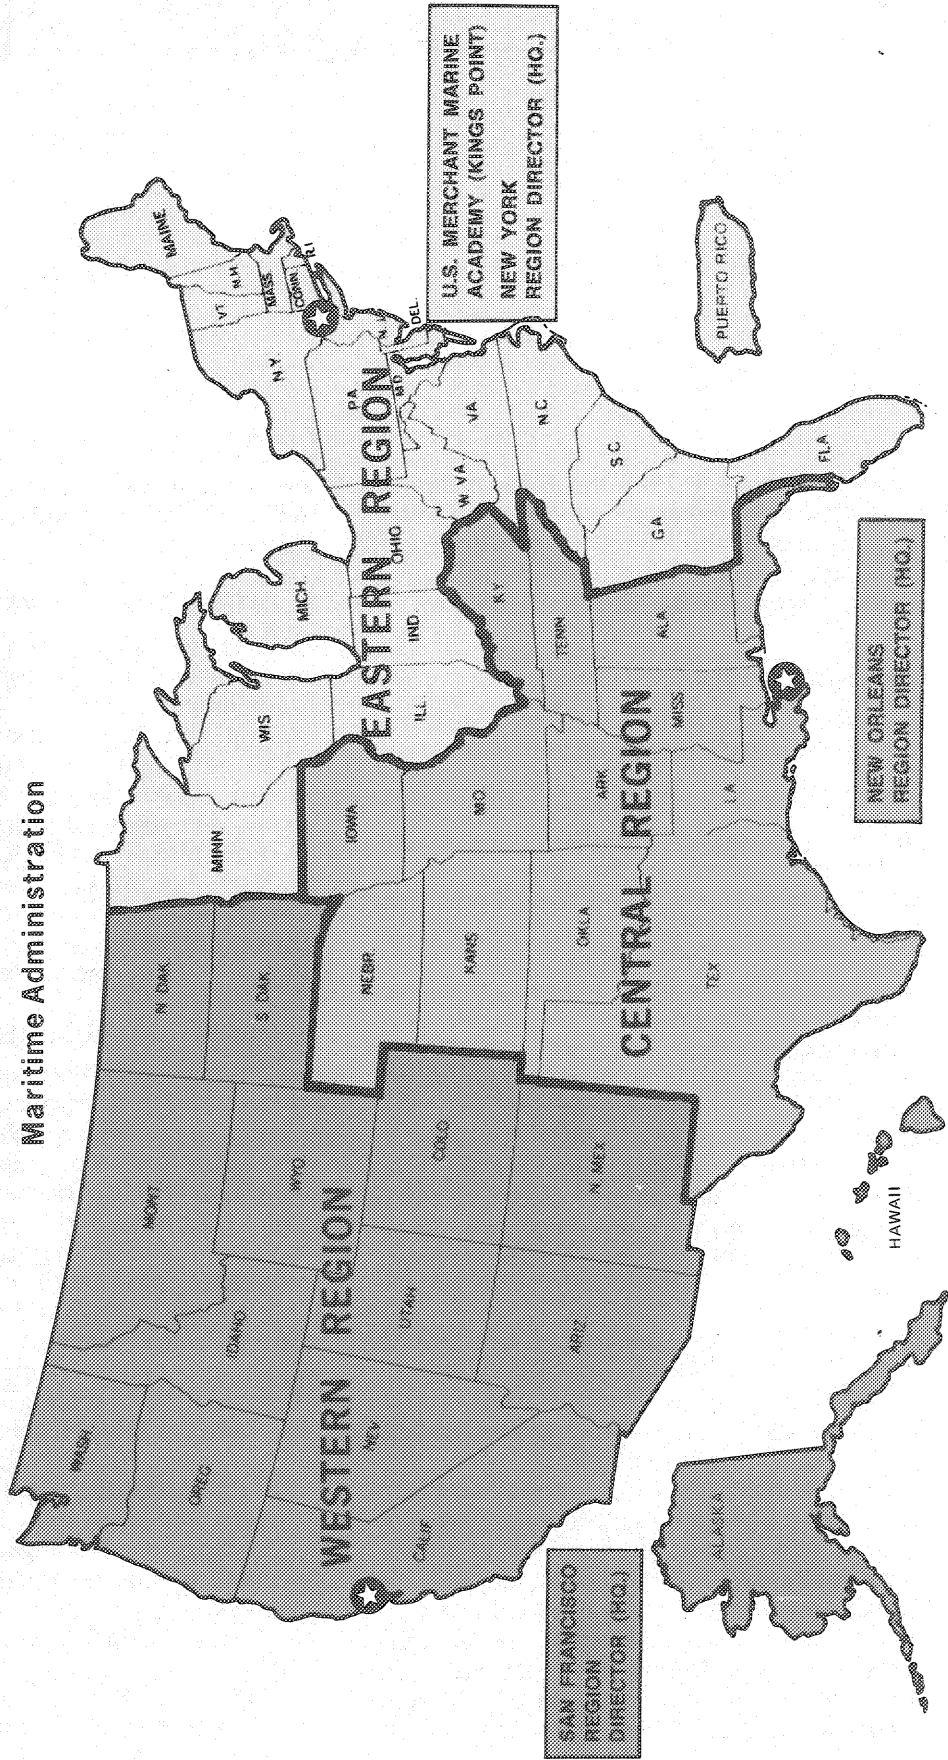 Maritime Administration
WASH
OREG
CALIF
NEV
IDAHO
MONT
WYO
UTAH
ARIZ
COLO
N MEX
WESTERN REGION
N DAK
S DAK
NEBR
KANS
OKLA
TEX
CENTRAL REGION
MINN
IOWA
MO
ARK
LA
WIS
ILL
MISS
MICH
IND
KY
TENN
ALA
OHIO
EASTERN REGION
W VA
VA
N C
S C
GA
FLA
PA
MD
DEL.
N J
N Y
VT
N.H
MAINE
MASS
CONN.
R I
U.S. MERCHANT MARINE
ACADEMY (KINGS POINT)
NEW YORK
REGION DIRECTOR (HQ.)
SAN FRANCISCO
REGION
DIRECTOR (HQ.)
ALASKA
HAWAII
NEW ORLEANS
REGION DIRECTOR (HQ.)
PUERTO RICO